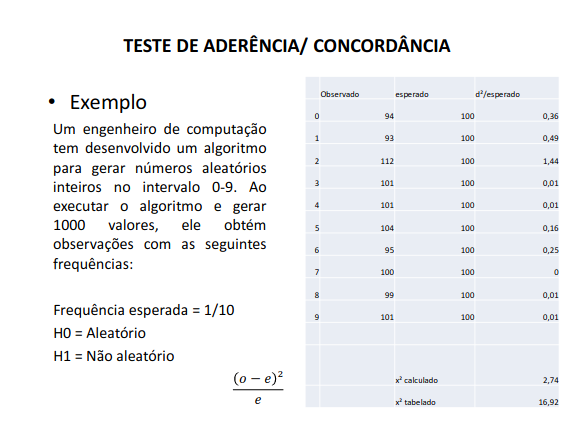 TESTE DE ADERÊNCIA/ CONCORDÂNCIA
• Exemplo
Um engenheiro de computação
tem desenvolvido um algoritmo
para gerar números aleatórios
inteiros no intervalo 0-9. Ao
executar o algoritmo e gerar
1000 valores, ele obtém
observações com as seguintes
frequências:
Frequência esperada = 1/10
H0 = Aleatório
H1 = Não aleatório
(o − e)²
e
Observado esperado d²/esperado
0 94 100 0,36
1 93 100 0,49
2 112 100 1,44
3 101 100 0,01
4 101 100 0,01
5 104 100 0,16
6 95 100 0,25
7 100 100 0
8 99 100 0,01
9 101 100 0,01
x² calculado 2,74
x² tabelado 16,92